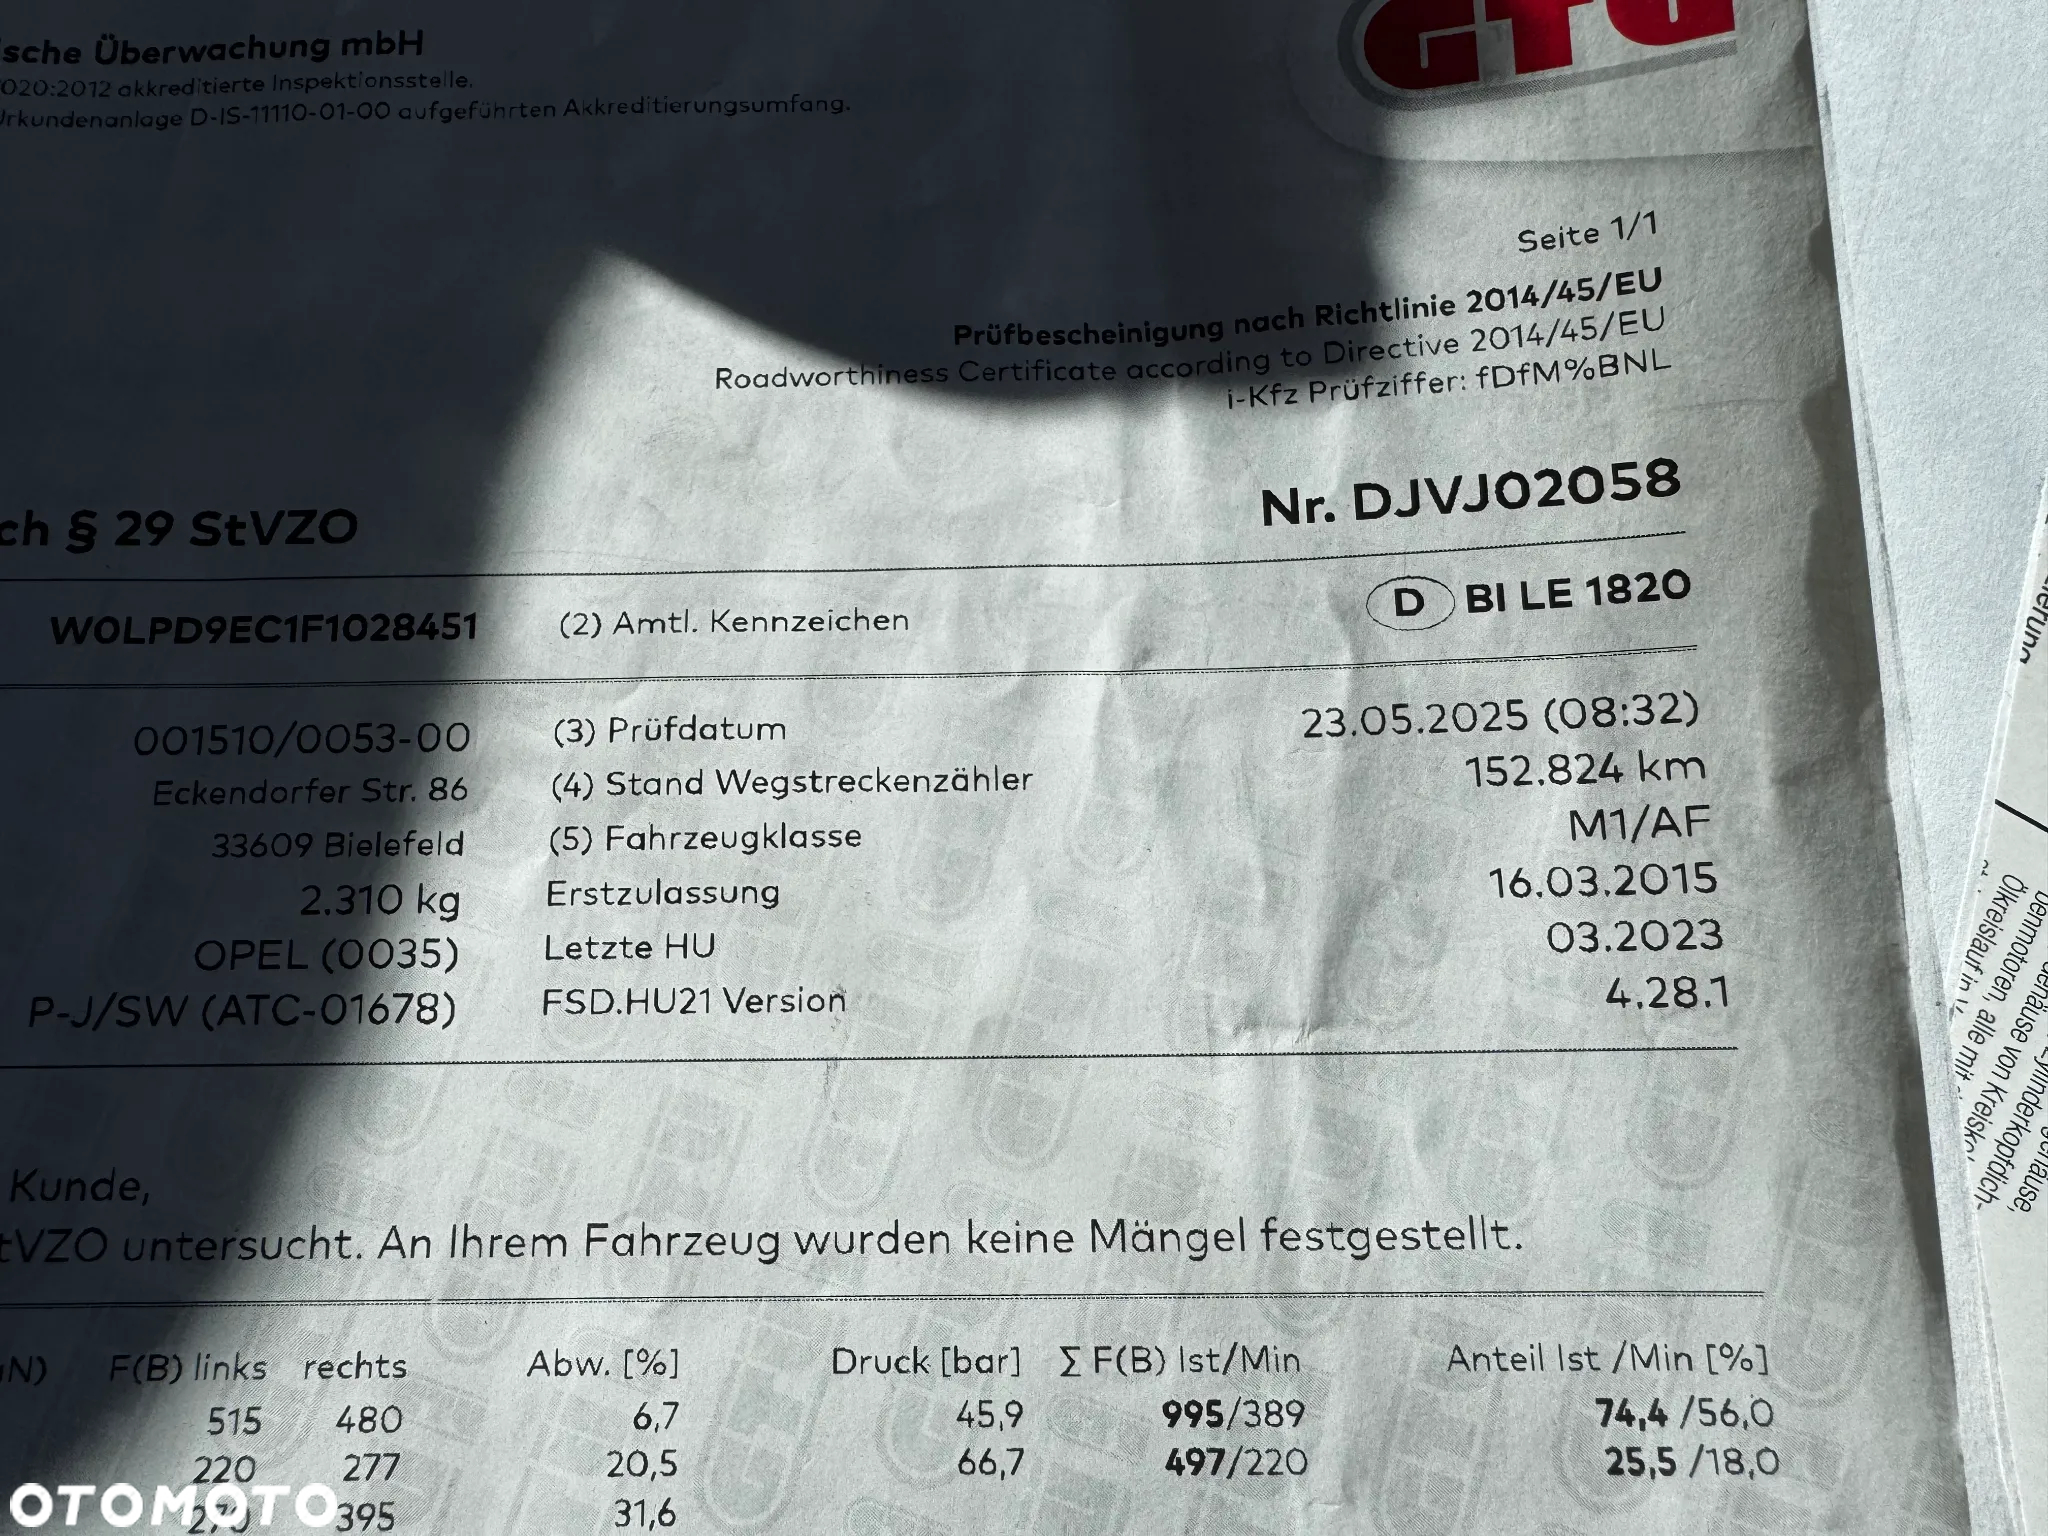 ische Überwachung mbH
020:2012 akkreditierte Inspektionsstelle.
Urkundenanlage D-IS-11110-01-00 aufgeführten Akkreditierungsumfang.
GTÜ
Seite 1/1
Prüfbescheinigung nach Richtlinie 2014/45/EU
Roadworthiness Certificate according to Directive 2014/45/EU
i-Kfz Prüfziffer: fDfM%BNL
ch § 29 StVZO Nr. DJVJ02058
W0LPD9EC1F1028451 (2) Amtl. Kennzeichen D BI LE 1820
001510/0053-00 (3) Prüfdatum 23.05.2025 (08:32)
Eckendorfer Str. 86 (4) Stand Wegstreckenzähler 152.824 km
33609 Bielefeld (5) Fahrzeugklasse M1/AF
2.310 kg Erstzulassung 16.03.2015
OPEL (0035) Letzte HU 03.2023
P-J/SW (ATC-01678) FSD.HU21 Version 4.28.1
Kunde,
tVZO untersucht. An Ihrem Fahrzeug wurden keine Mängel festgestellt.
N) F(B) links rechts Abw. [%] Druck [bar] Σ F(B) Ist/Min Anteil Ist /Min [%]
515 480 6,7 45,9 995/389 74,4 /56,0
220 277 20,5 66,7 497/220 25,5 /18,0
395 31,6
OTOMOTO
benmotoren, alle mit
Ölkreislauf in